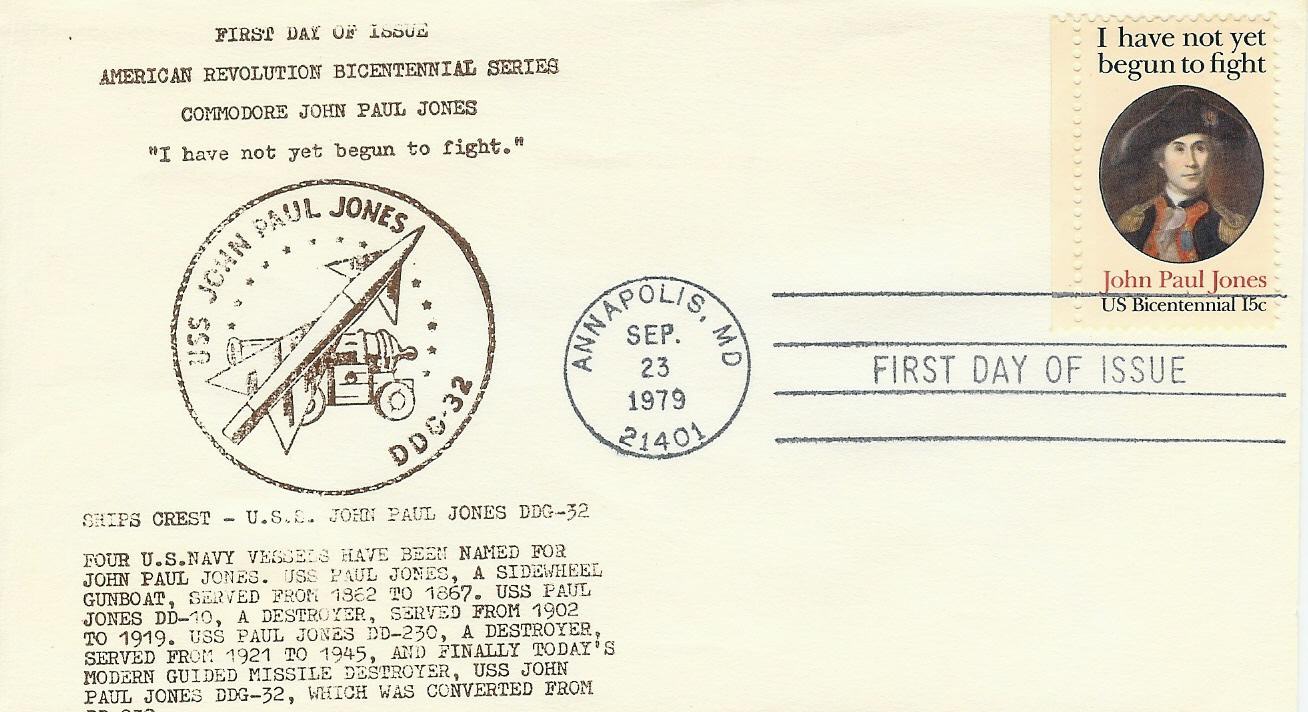 FIRST DAY OF ISSUE
AMERICAN REVOLUTION BICENTENNIAL SERIES
COMMODORE JOHN PAUL JONES
"I have not yet begun to fight."
USS JOHN PAUL JONES
DDG-32
SHIPS CREST - U.S.S. JOHN PAUL JONES DDG-32
FOUR U.S.NAVY VESSELS HAVE BEEN NAMED FOR
JOHN PAUL JONES. USS PAUL JONES, A SIDEWHEEL
GUNBOAT, SERVED FROM 1862 TO 1867. USS PAUL
JONES DD-10, A DESTROYER, SERVED FROM 1902
TO 1919. USS PAUL JONES DD-230, A DESTROYER,
SERVED FROM 1921 TO 1945, AND FINALLY TODAY'S
MODERN GUIDED MISSILE DESTROYER, USS JOHN
PAUL JONES DDG-32, WHICH WAS CONVERTED FROM
ANNAPOLIS, MD
SEP.
23
1979
21401
FIRST DAY OF ISSUE
I have not yet
begun to fight
John Paul Jones
US Bicentennial 15c